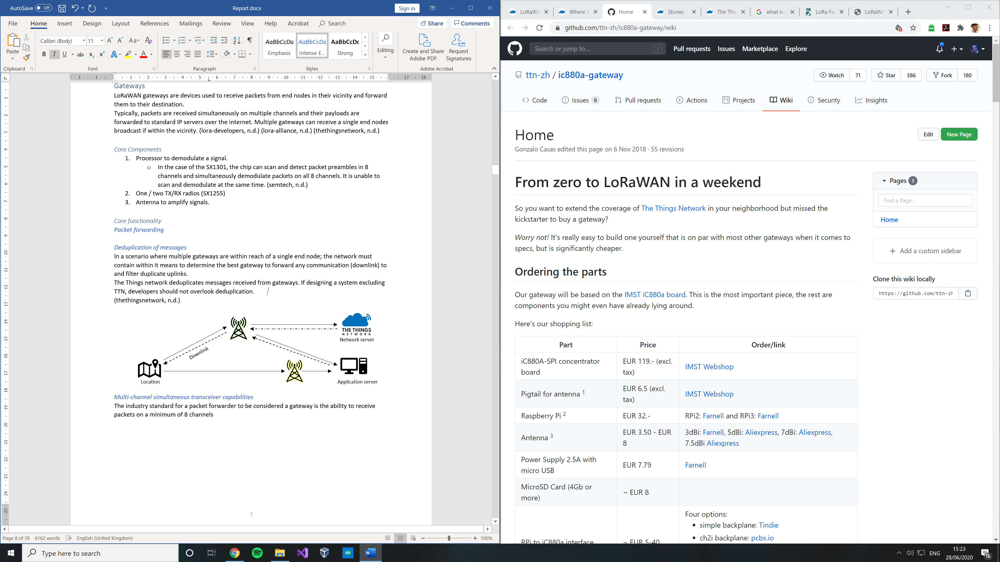 AutoSave Off
Report.docx
Sign in
File Home Insert Design Layout References Mailings Review View Help Acrobat Search
Share Comments
Paste
Calibri (Body) 11
AaBbCcDd AaBbCcDd AaBbCcDc
Emphasis Intense E... Strong
Editing
Create and Share
Adobe PDF
Request
Signatures
Clipboard Font Paragraph Styles Adobe Acrobat
Gateways
LoRaWAN gateways are devices used to receive packets from end nodes in their vicinity and forward
them to their destination.
Typically, packets are received simultaneously on multiple channels and their payloads are
forwarded to standard IP servers over the internet. Multiple gateways can receive a single end nodes
broadcast if within the vicinity. (lora-developers, n.d.) (lora-alliance, n.d.) (thethingsnetwork, n.d.)
Core Components
1. Processor to demodulate a signal.
o In the case of the SX1301, the chip can scan and detect packet preambles in 8
channels and simultaneously demodulate packets on all 8 channels. It is unable to
scan and demodulate at the same time. (semtech, n.d.)
2. One / two TX/RX radios (SX1255)
3. Antenna to amplify signals.
Core functionality
Packet forwarding
Deduplication of messages
In a scenario where multiple gateways are within reach of a single end node; the network must
contain within it means to determine the best gateway to forward any communication (downlink) to
and filter duplicate uplinks.
The Things network deduplicates messages received from gateways. If designing a system excluding
TTN, developers should not overlook deduplication.
(thethingsnetwork, n.d.)
THE THINGS
NETWORK
Network server
Downlink
Location
Application server
Multi-channel simultaneous transceiver capabilities
The industry standard for a packet forwarder to be considered a gateway is the ability to receive
packets on a minimum of 8 channels
7
Page 8 of 39 6162 words English (United Kingdom) 100%
LoRaWA Where t Home · Stories - The Thin what is LoRa Fa LoRaWA
github.com/ttn-zh/ic880a-gateway/wiki
Search or jump to... /
Pull requests Issues Marketplace Explore
ttn-zh / ic880a-gateway
Watch 71 Star 386 Fork 180
Code Issues 8 Pull requests Actions Projects Wiki Security Insights
Home
Edit New Page
Gonzalo Casas edited this page on 6 Nov 2018 · 55 revisions
From zero to LoRaWAN in a weekend
So you want to extend the coverage of The Things Network in your neighborhood but missed the
kickstarter to buy a gateway?
Worry not! It's really easy to build one yourself that is on par with most other gateways when it comes to
specs, but is significantly cheaper.
Ordering the parts
Our gateway will be based on the IMST iC880a board. This is the most important piece, the rest are
components you might even have already lying around.
Here's our shopping list:
Part Price Order/link
iC880A-SPI concentrator
board
EUR 119.- (excl.
tax)
IMST Webshop
Pigtail for antenna 1
EUR 6.5 (excl.
tax)
IMST Webshop
Raspberry Pi 2
EUR 32.-
RPi2: Farnell and RPi3: Farnell
Antenna 3
EUR 3.50 - EUR
8
3dBi: Farnell, 5dBi: Aliexpress, 7dBi: Aliexpress,
7.5dBi Aliexpress
Power Supply 2.5A with
micro USB
EUR 7.79
Farnell
MicroSD Card (4Gb or
more)
~ EUR 8
RPi to iC880a interface
~ EUR 5-40
Four options:
• simple backplane: Tindie
• ch2i backplane: pcbs.io
Pages 1
Find a Page...
Home
Add a custom sidebar
Clone this wiki locally
https://github.com/ttn-zh
Type here to search
ENG
15:23
28/06/2020
16